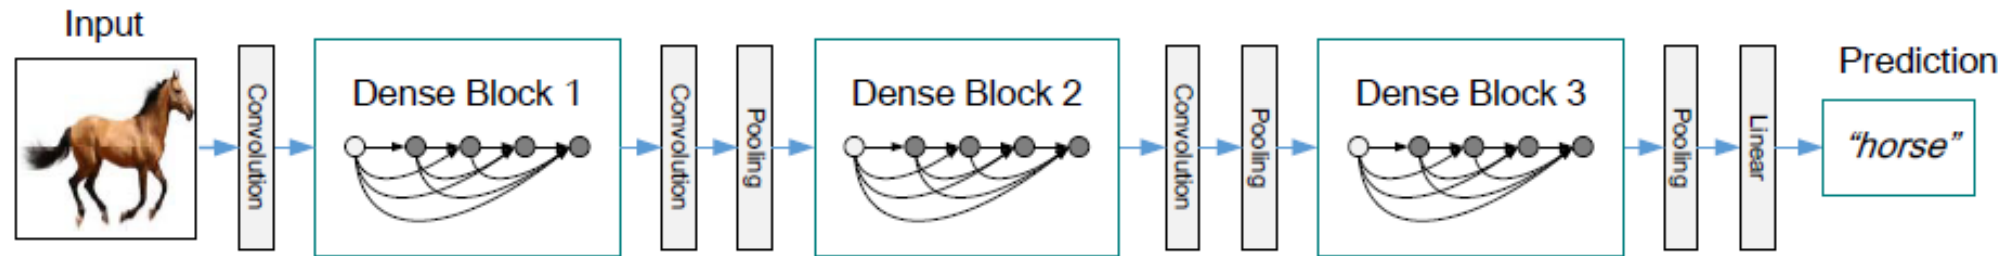 Input
Convolution
Dense Block 1
Convolution
Pooling
Dense Block 2
Convolution
Pooling
Dense Block 3
Pooling
Linear
Prediction
“horse”